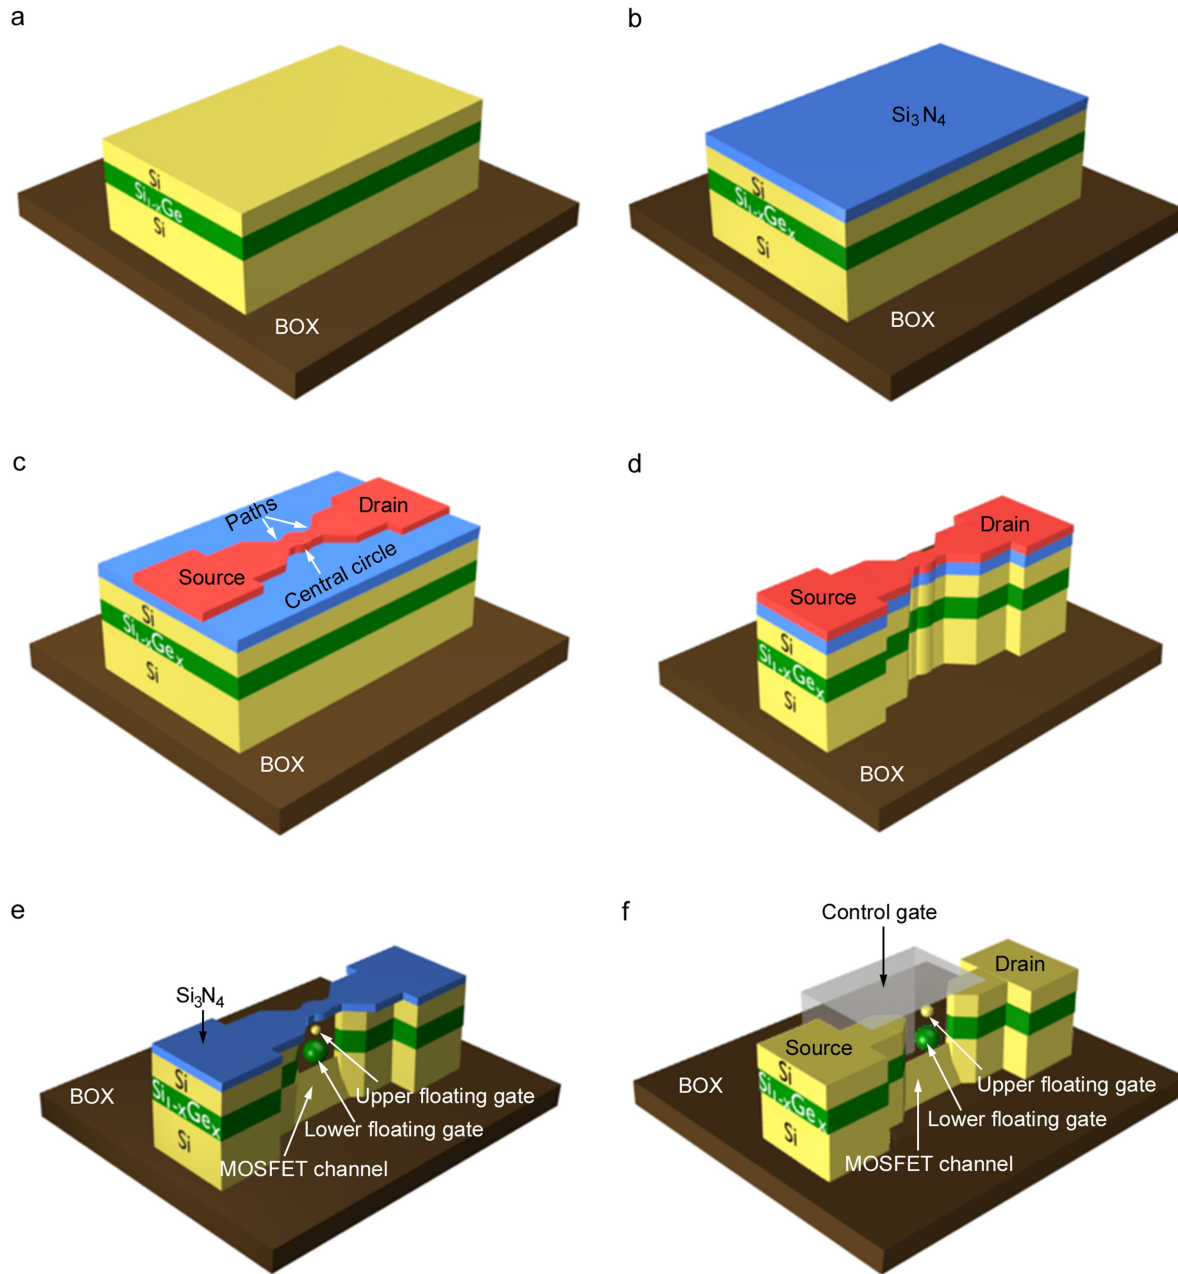 a
Si
Si₁₋ₓGe
Si
BOX
b
Si₃N₄
Si
Si₁₋ₓGeₓ
Si
BOX
c
Paths
Drain
Source
Central circle
Si
Si₁₋ₓGeₓ
Si
BOX
d
Drain
Source
Si
Si₁₋ₓGeₓ
Si
BOX
e
Si₃N₄
Si
Si₁₋ₓGeₓ
Si
BOX
Upper floating gate
Lower floating gate
MOSFET channel
f
Control gate
Drain
Source
BOX
Si
Si₁₋ₓGeₓ
Si
Upper floating gate
Lower floating gate
MOSFET channel